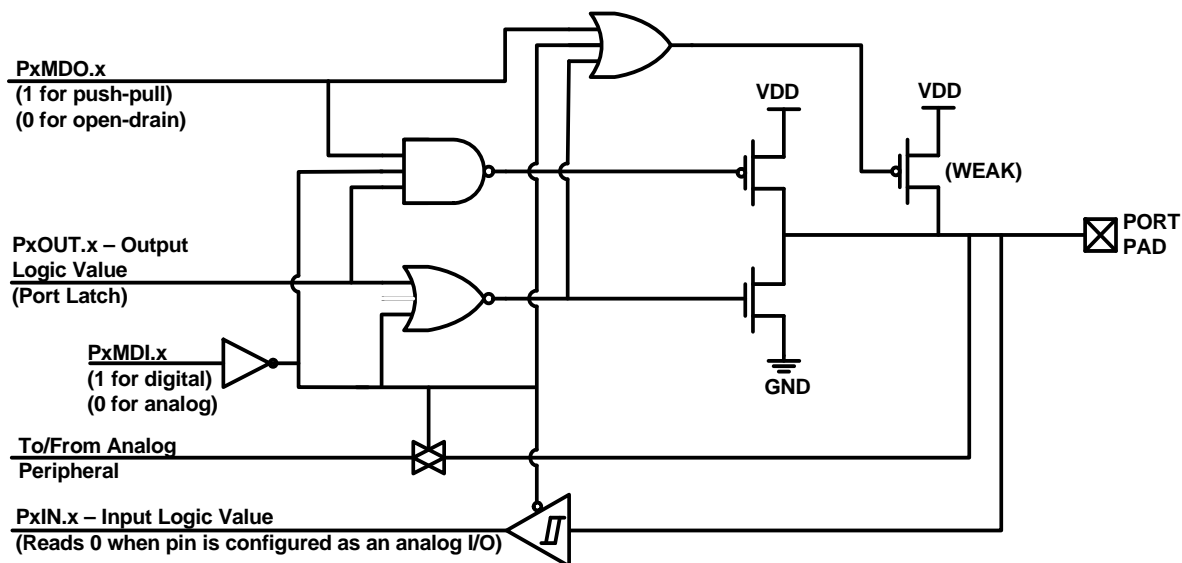 PxMDO.x
(1 for push-pull)
(0 for open-drain)
VDD
VDD
(WEAK)
PORT
PAD
PxOUT.x – Output
Logic Value
(Port Latch)
PxMDI.x
(1 for digital)
(0 for analog)
GND
To/From Analog
Peripheral
PxIN.x – Input Logic Value
(Reads 0 when pin is configured as an analog I/O)